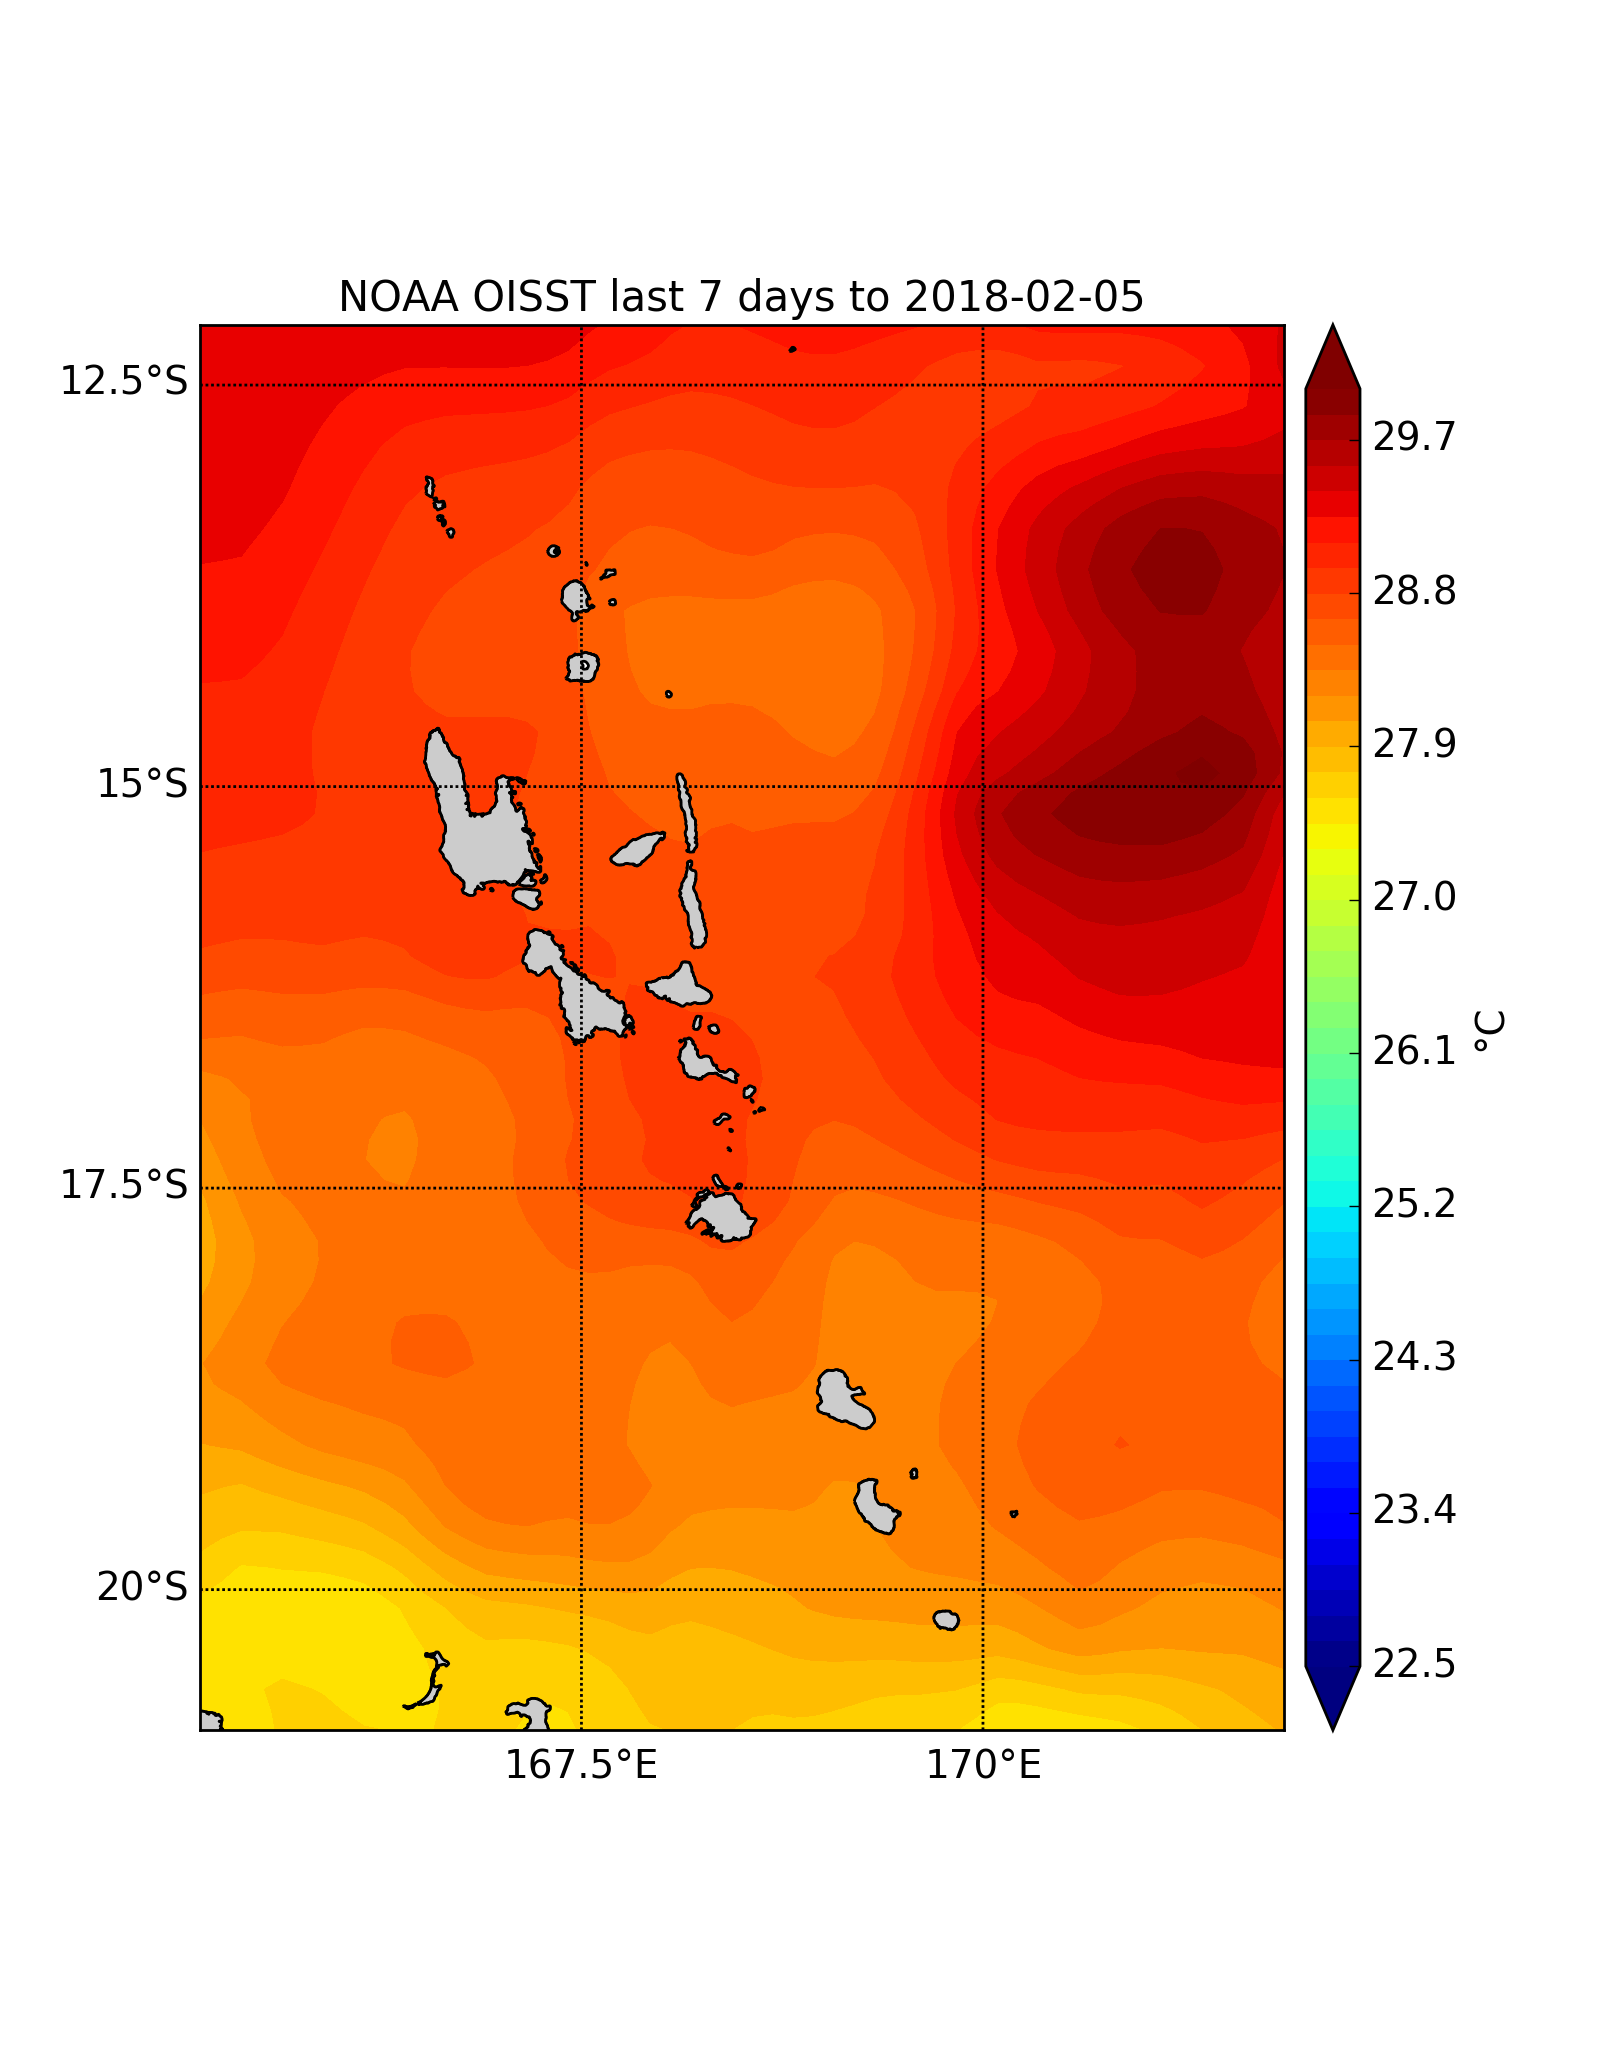 NOAA OISST last 7 days to 2018-02-05
12.5°S
15°S
17.5°S
20°S
167.5°E
170°E
29.7
28.8
27.9
27.0
26.1
25.2
24.3
23.4
22.5
°C